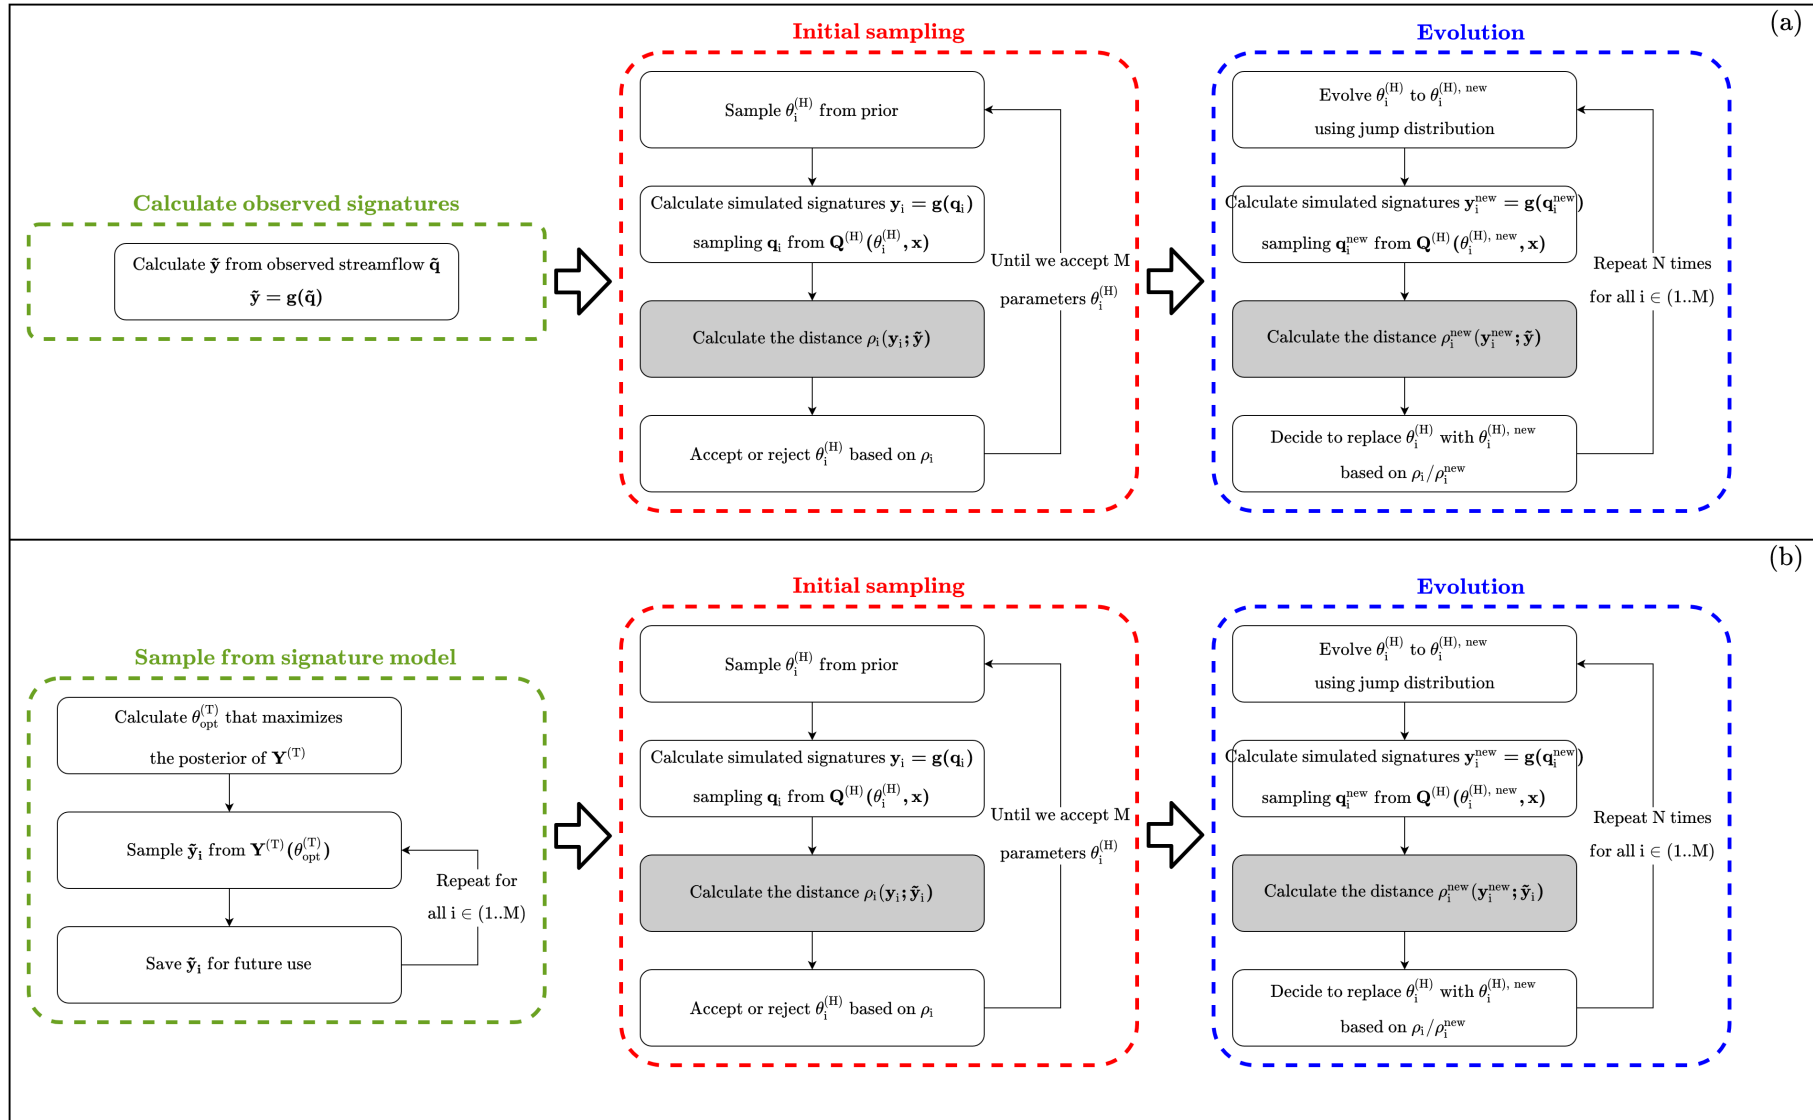 (a)
Calculate observed signatures
Calculate ỹ from observed streamflow q̃
ỹ = g(q̃)
Initial sampling
Sample θ_i^(H) from prior
Calculate simulated signatures y_i = g(q_i)
sampling q_i from Q^(H)(θ_i^(H), x)
Calculate the distance ρ_i(y_i; ỹ)
Accept or reject θ_i^(H) based on ρ_i
Until we accept M
parameters θ_i^(H)
Evolution
Evolve θ_i^(H) to θ_i^(H), new
using jump distribution
Calculate simulated signatures y_i^new = g(q_i^new)
sampling q_i^new from Q^(H)(θ_i^(H), new, x)
Calculate the distance ρ_i^new(y_i^new; ỹ)
Decide to replace θ_i^(H) with θ_i^(H), new
based on ρ_i/ρ_i^new
Repeat N times
for all i ∈ (1..M)
(b)
Sample from signature model
Calculate θ_opt^(T) that maximizes
the posterior of Y^(T)
Sample ỹ_i from Y^(T)(θ_opt^(T))
Save ỹ_i for future use
Repeat for
all i ∈ (1..M)
Initial sampling
Sample θ_i^(H) from prior
Calculate simulated signatures y_i = g(q_i)
sampling q_i from Q^(H)(θ_i^(H), x)
Calculate the distance ρ_i(y_i; ỹ_i)
Accept or reject θ_i^(H) based on ρ_i
Until we accept M
parameters θ_i^(H)
Evolution
Evolve θ_i^(H) to θ_i^(H), new
using jump distribution
Calculate simulated signatures y_i^new = g(q_i^new)
sampling q_i^new from Q^(H)(θ_i^(H), new, x)
Calculate the distance ρ_i^new(y_i^new; ỹ_i)
Decide to replace θ_i^(H) with θ_i^(H), new
based on ρ_i/ρ_i^new
Repeat N times
for all i ∈ (1..M)